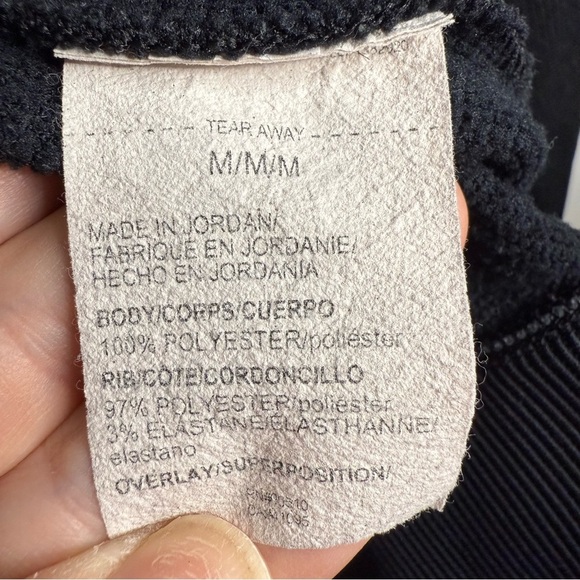 TEAR AWAY
M/M/M
MADE IN JORDAN/
FABRIQUE EN JORDANIE/
HECHO EN JORDANIA
BODY/CORPS/CUERPO
100% POLYESTER/poliéster
RIB/COTE/CORDONCILLO
97% POLYESTER/poliéster
3% ELASTANE/ELASTHANNE/
elastano
OVERLAY/SUPERPOSITION/